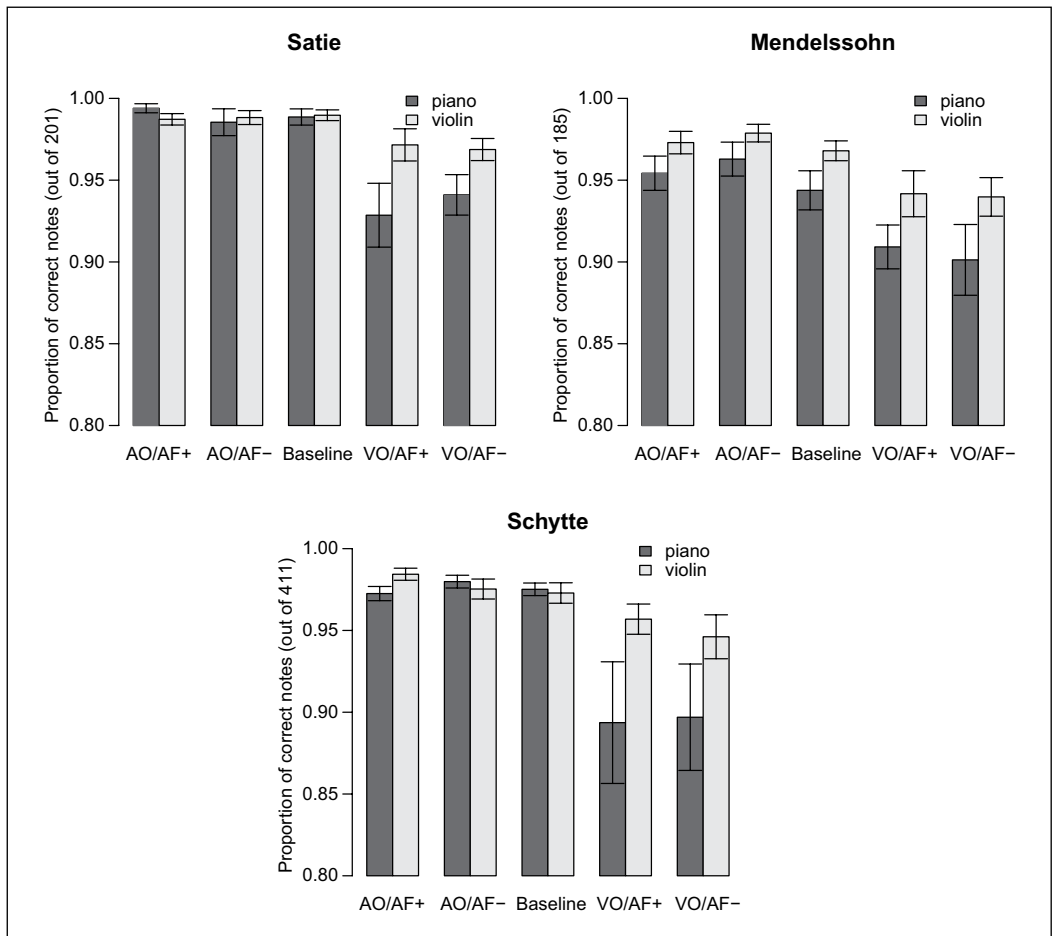 Satie
Proportion of correct notes (out of 201)
1.00
0.95
0.90
0.85
0.80
piano
violin
AO/AF+ AO/AF− Baseline VO/AF+ VO/AF−
Mendelssohn
Proportion of correct notes (out of 185)
1.00
0.95
0.90
0.85
0.80
piano
violin
AO/AF+ AO/AF− Baseline VO/AF+ VO/AF−
Schytte
Proportion of correct notes (out of 411)
1.00
0.95
0.90
0.85
0.80
piano
violin
AO/AF+ AO/AF− Baseline VO/AF+ VO/AF−